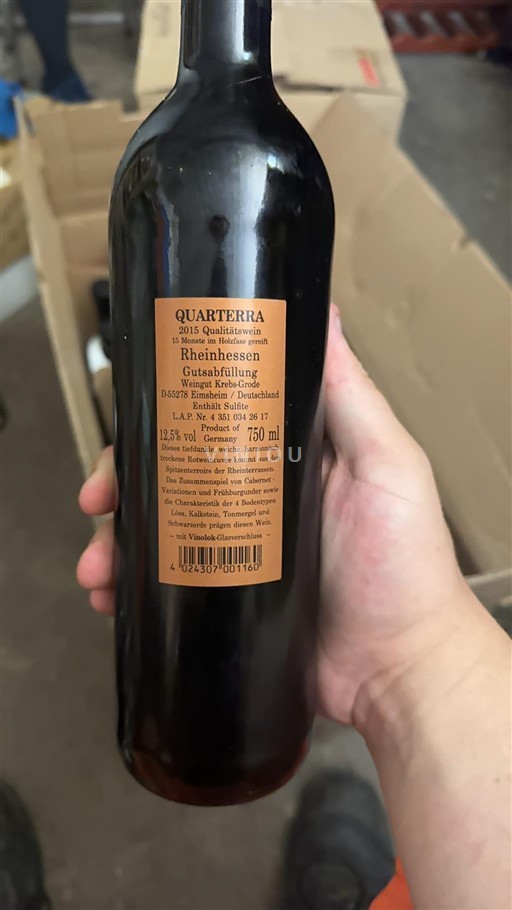 QUARTERRA
2015 Qualitätswein
15 Monate im Holzfass gereift
Rheinhessen
Gutsabfüllung
Weingut Krebs-Grode
D-55278 Eimsheim / Deutschland
Enthält Sulfite
L.A.P. Nr. 4 351 034 26 17
12,5% vol Product of Germany 750 ml
Dieses tiefdunkle, weiche, harmonisch
trockene Rotweincuvée kommt aus den
Spitzenterroirs der Rheinterrassen.
Das Zusammenspiel von Cabernet -
Variationen und Frühburgunder sowie
die Charakteristik der 4 Bodentypen
Löss, Kalkstein, Tonmergel und
Schwarzerde prägen diesen Wein.
– mit Vinolok-Glasverschluss –
4 024307 001160